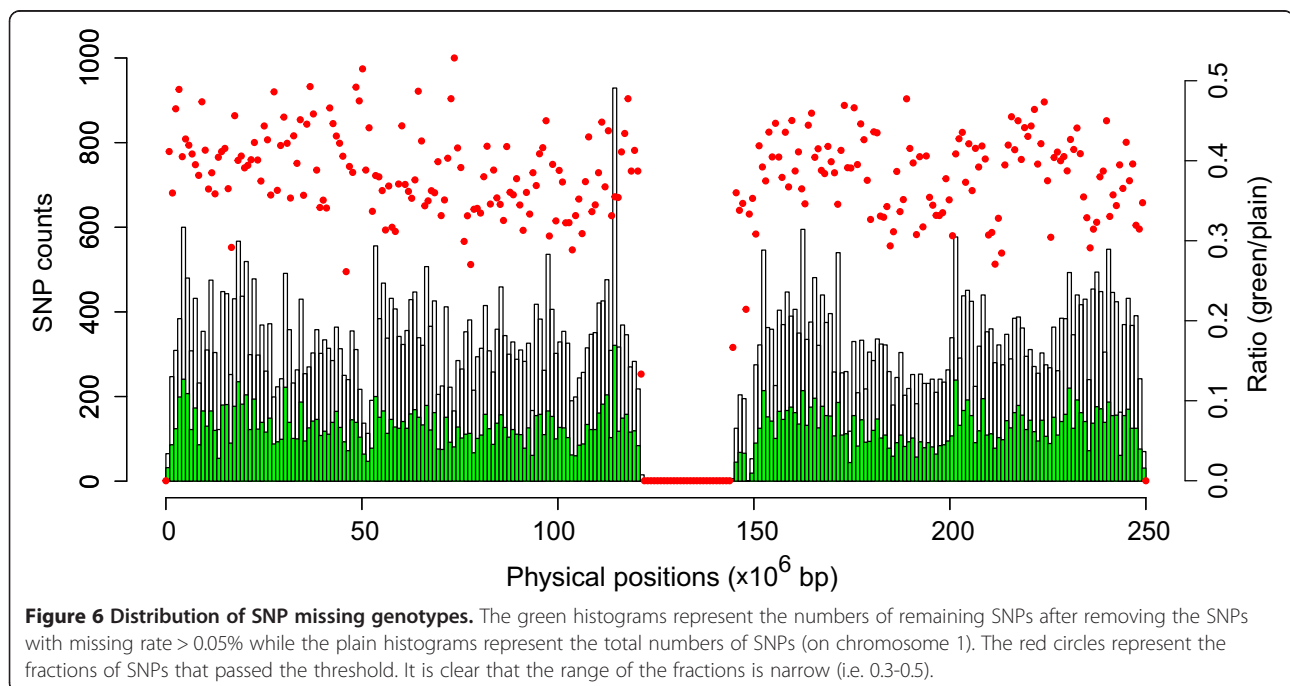 1000
800
600
400
200
0
SNP counts
0.5
0.4
0.3
0.2
0.1
0.0
Ratio (green/plain)
0 50 100 150 200 250
Physical positions (×10⁶ bp)
Figure 6 Distribution of SNP missing genotypes. The green histograms represent the numbers of remaining SNPs after removing the SNPs
with missing rate > 0.05% while the plain histograms represent the total numbers of SNPs (on chromosome 1). The red circles represent the
fractions of SNPs that passed the threshold. It is clear that the range of the fractions is narrow (i.e. 0.3-0.5).